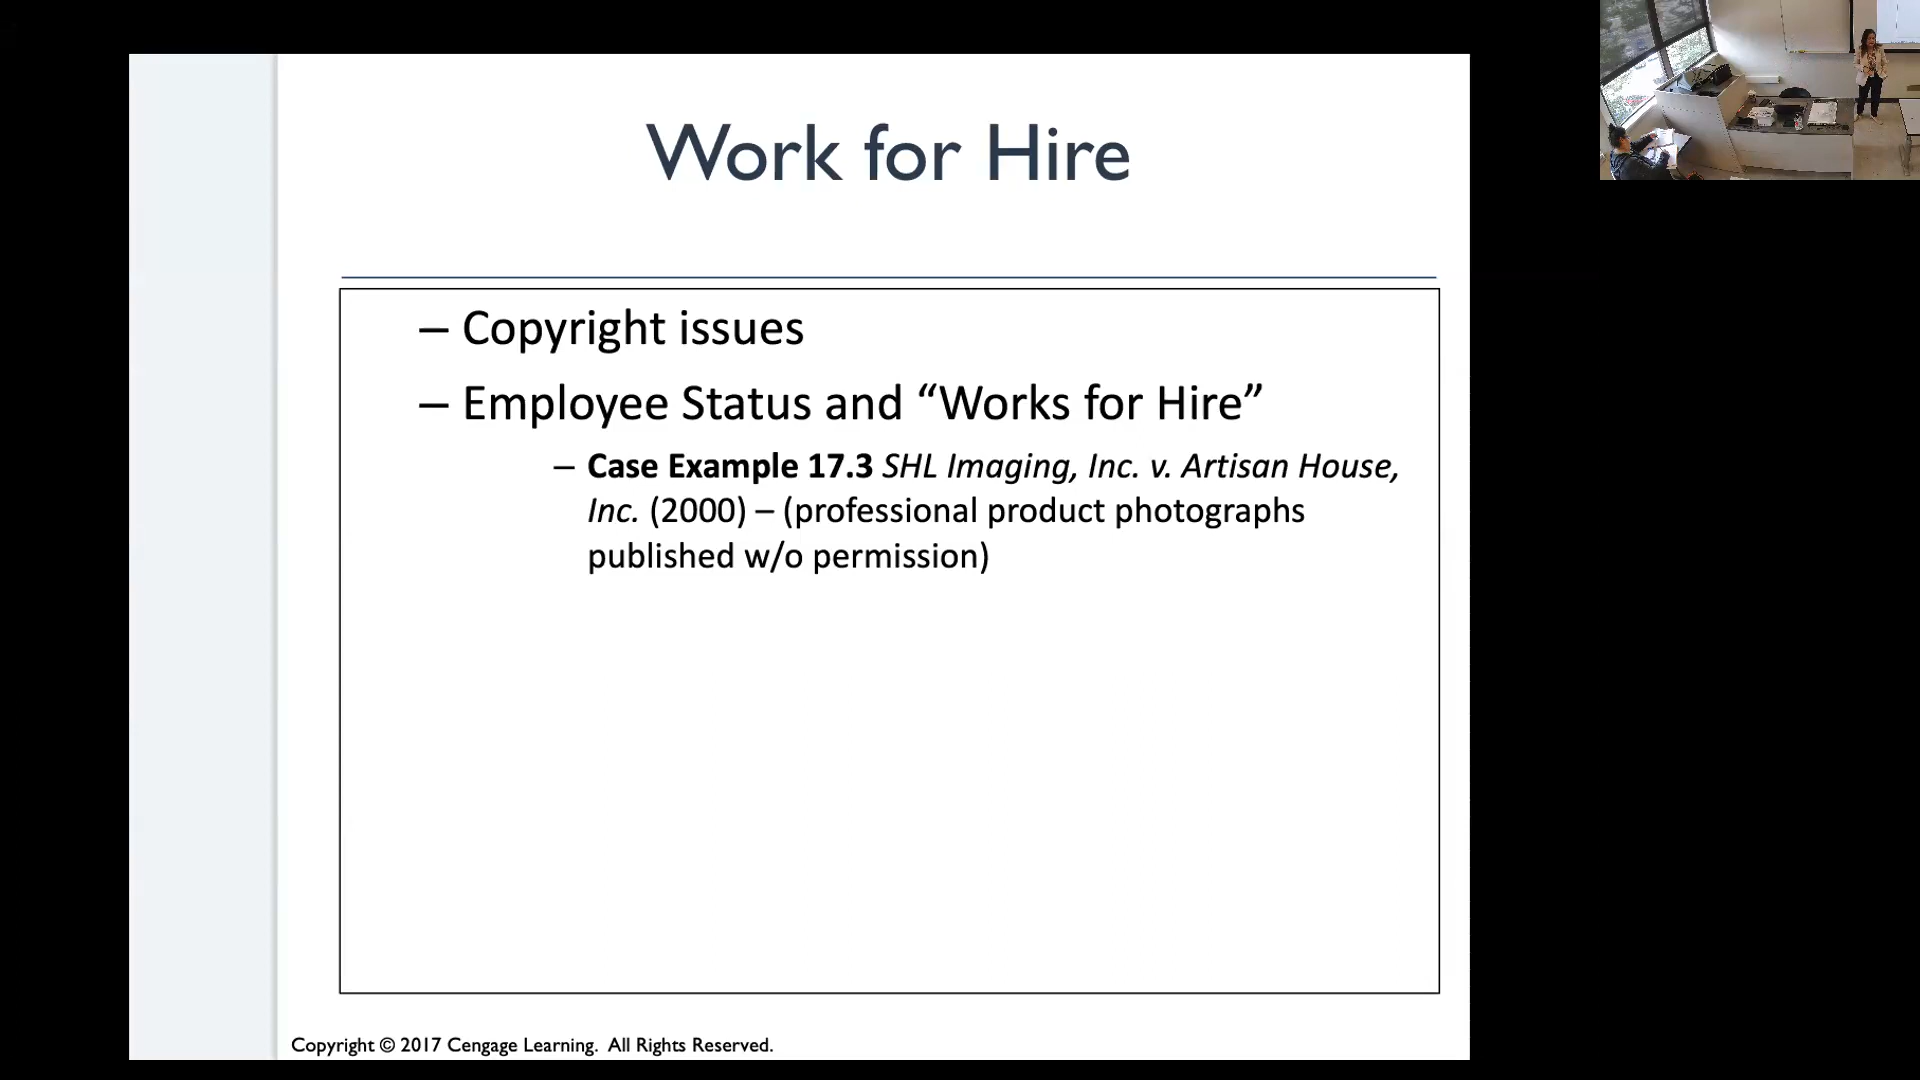 Work for Hire
– Copyright issues
– Employee Status and “Works for Hire”
– Case Example 17.3 SHL Imaging, Inc. v. Artisan House,
Inc. (2000) – (professional product photographs
published w/o permission)
Copyright © 2017 Cengage Learning.  All Rights Reserved.